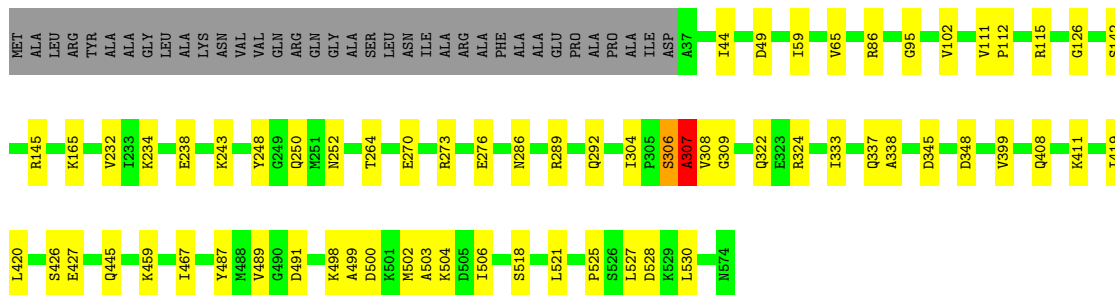 MET ALA LEU ARG TYR ALA ALA GLY LEU ALA LYS ASN VAL VAL GLN ARG GLN GLY ALA SER LEU ASN ILE ALA ARG ALA PHE ALA ALA GLU PRO ALA PRO ALA ILE ASP A37 I44 D49 I59 V65 R86 G95 V102 V111 P112 R115 G126 S142
R145 K165 V232 I233 K234 E238 K243 Y248 G249 Q250 M251 N252 T264 E270 R273 E276 N286 R289 Q292 I304 P305 S306 A307 V308 G309 Q322 E323 R324 I333 Q337 A338 D345 D348 V399 Q408 K411
L420 S426 E427 Q445 K459 I467 Y487 M488 V489 G490 D491 K498 A499 D500 K501 M502 A503 K504 D505 I506 S518 L521 P525 S526 L527 D528 K529 L530 N574